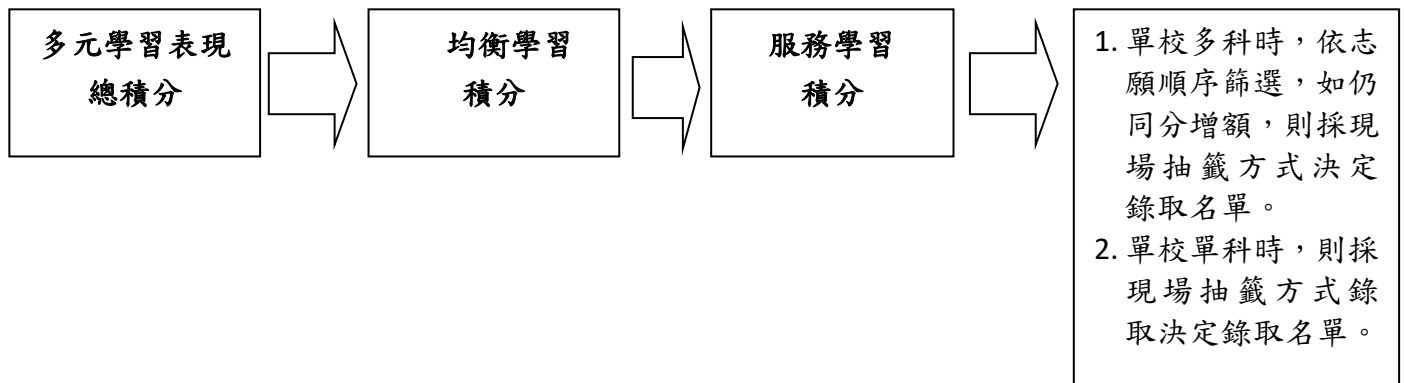 多元學習表現
總積分
均衡學習
積分
服務學習
積分
1. 單校多科時，依志
願順序篩選，如仍
同分增額，則採現
場抽籤方式決定
錄取名單。
2. 單校單科時，則採
現場抽籤方式錄
取決定錄取名單。